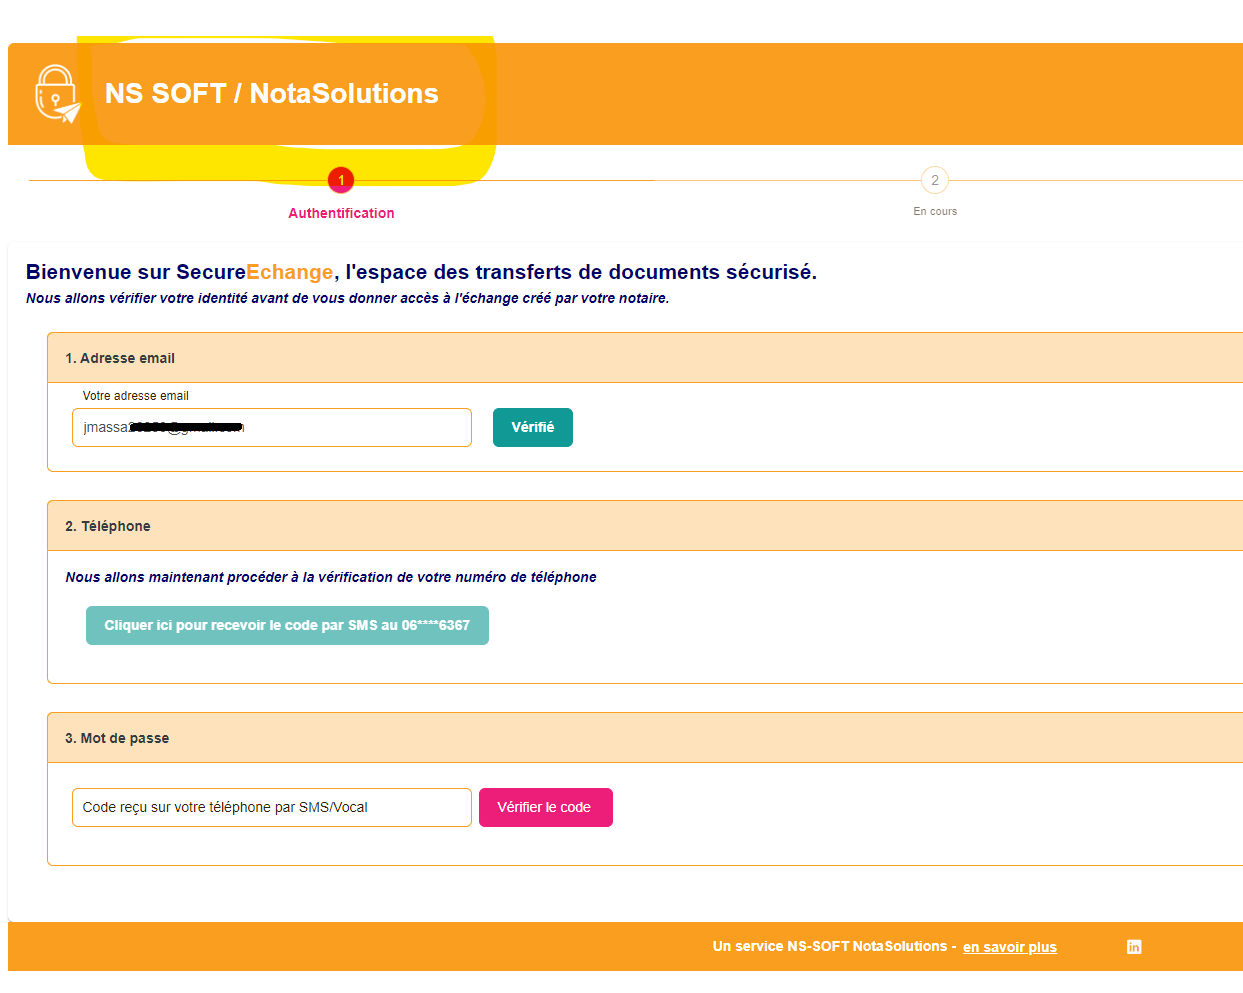 NS SOFT / NotaSolutions
1
2
Authentification
En cours
Bienvenue sur SecureEchange, l'espace des transferts de documents sécurisé.
Nous allons vérifier votre identité avant de vous donner accès à l'échange créé par votre notaire.
1. Adresse email
Votre adresse email
jmassa
Vérifié
2. Téléphone
Nous allons maintenant procéder à la vérification de votre numéro de téléphone
Cliquer ici pour recevoir le code par SMS au 06****6367
3. Mot de passe
Code reçu sur votre téléphone par SMS/Vocal
Vérifier le code
Un service NS-SOFT NotaSolutions - en savoir plus
in